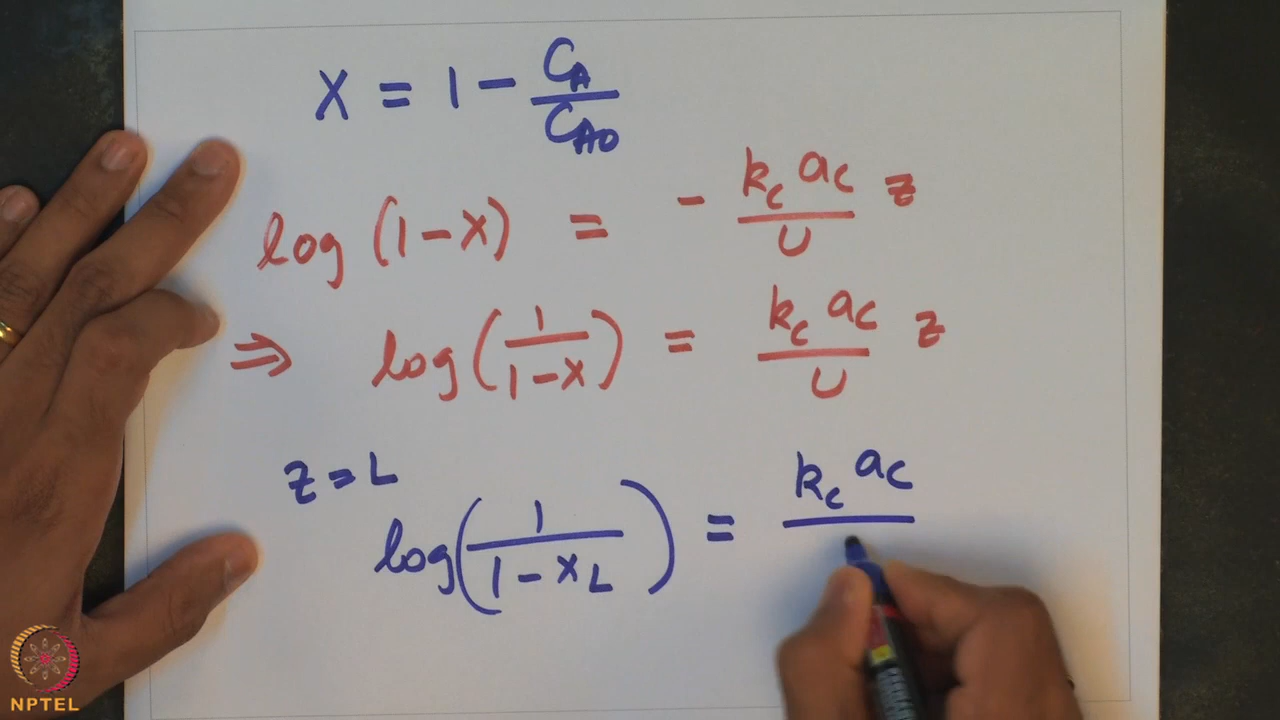 X = 1 - C_A / C_A0
log (1-X) = - k_c a_c / U z
⇒ log (1 / 1-X) = k_c a_c / U z
z = L
log (1 / 1 - X_L) = k_c a_c /
NPTEL